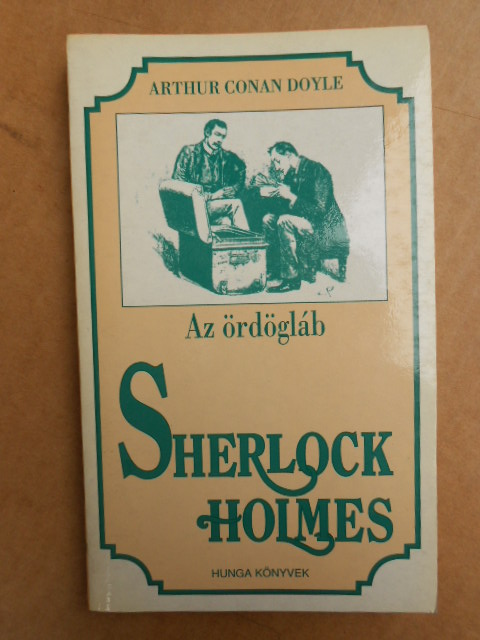 ARTHUR CONAN DOYLE
Az ördögláb
SHERLOCK
HOLMES
HUNGA KÖNYVEK